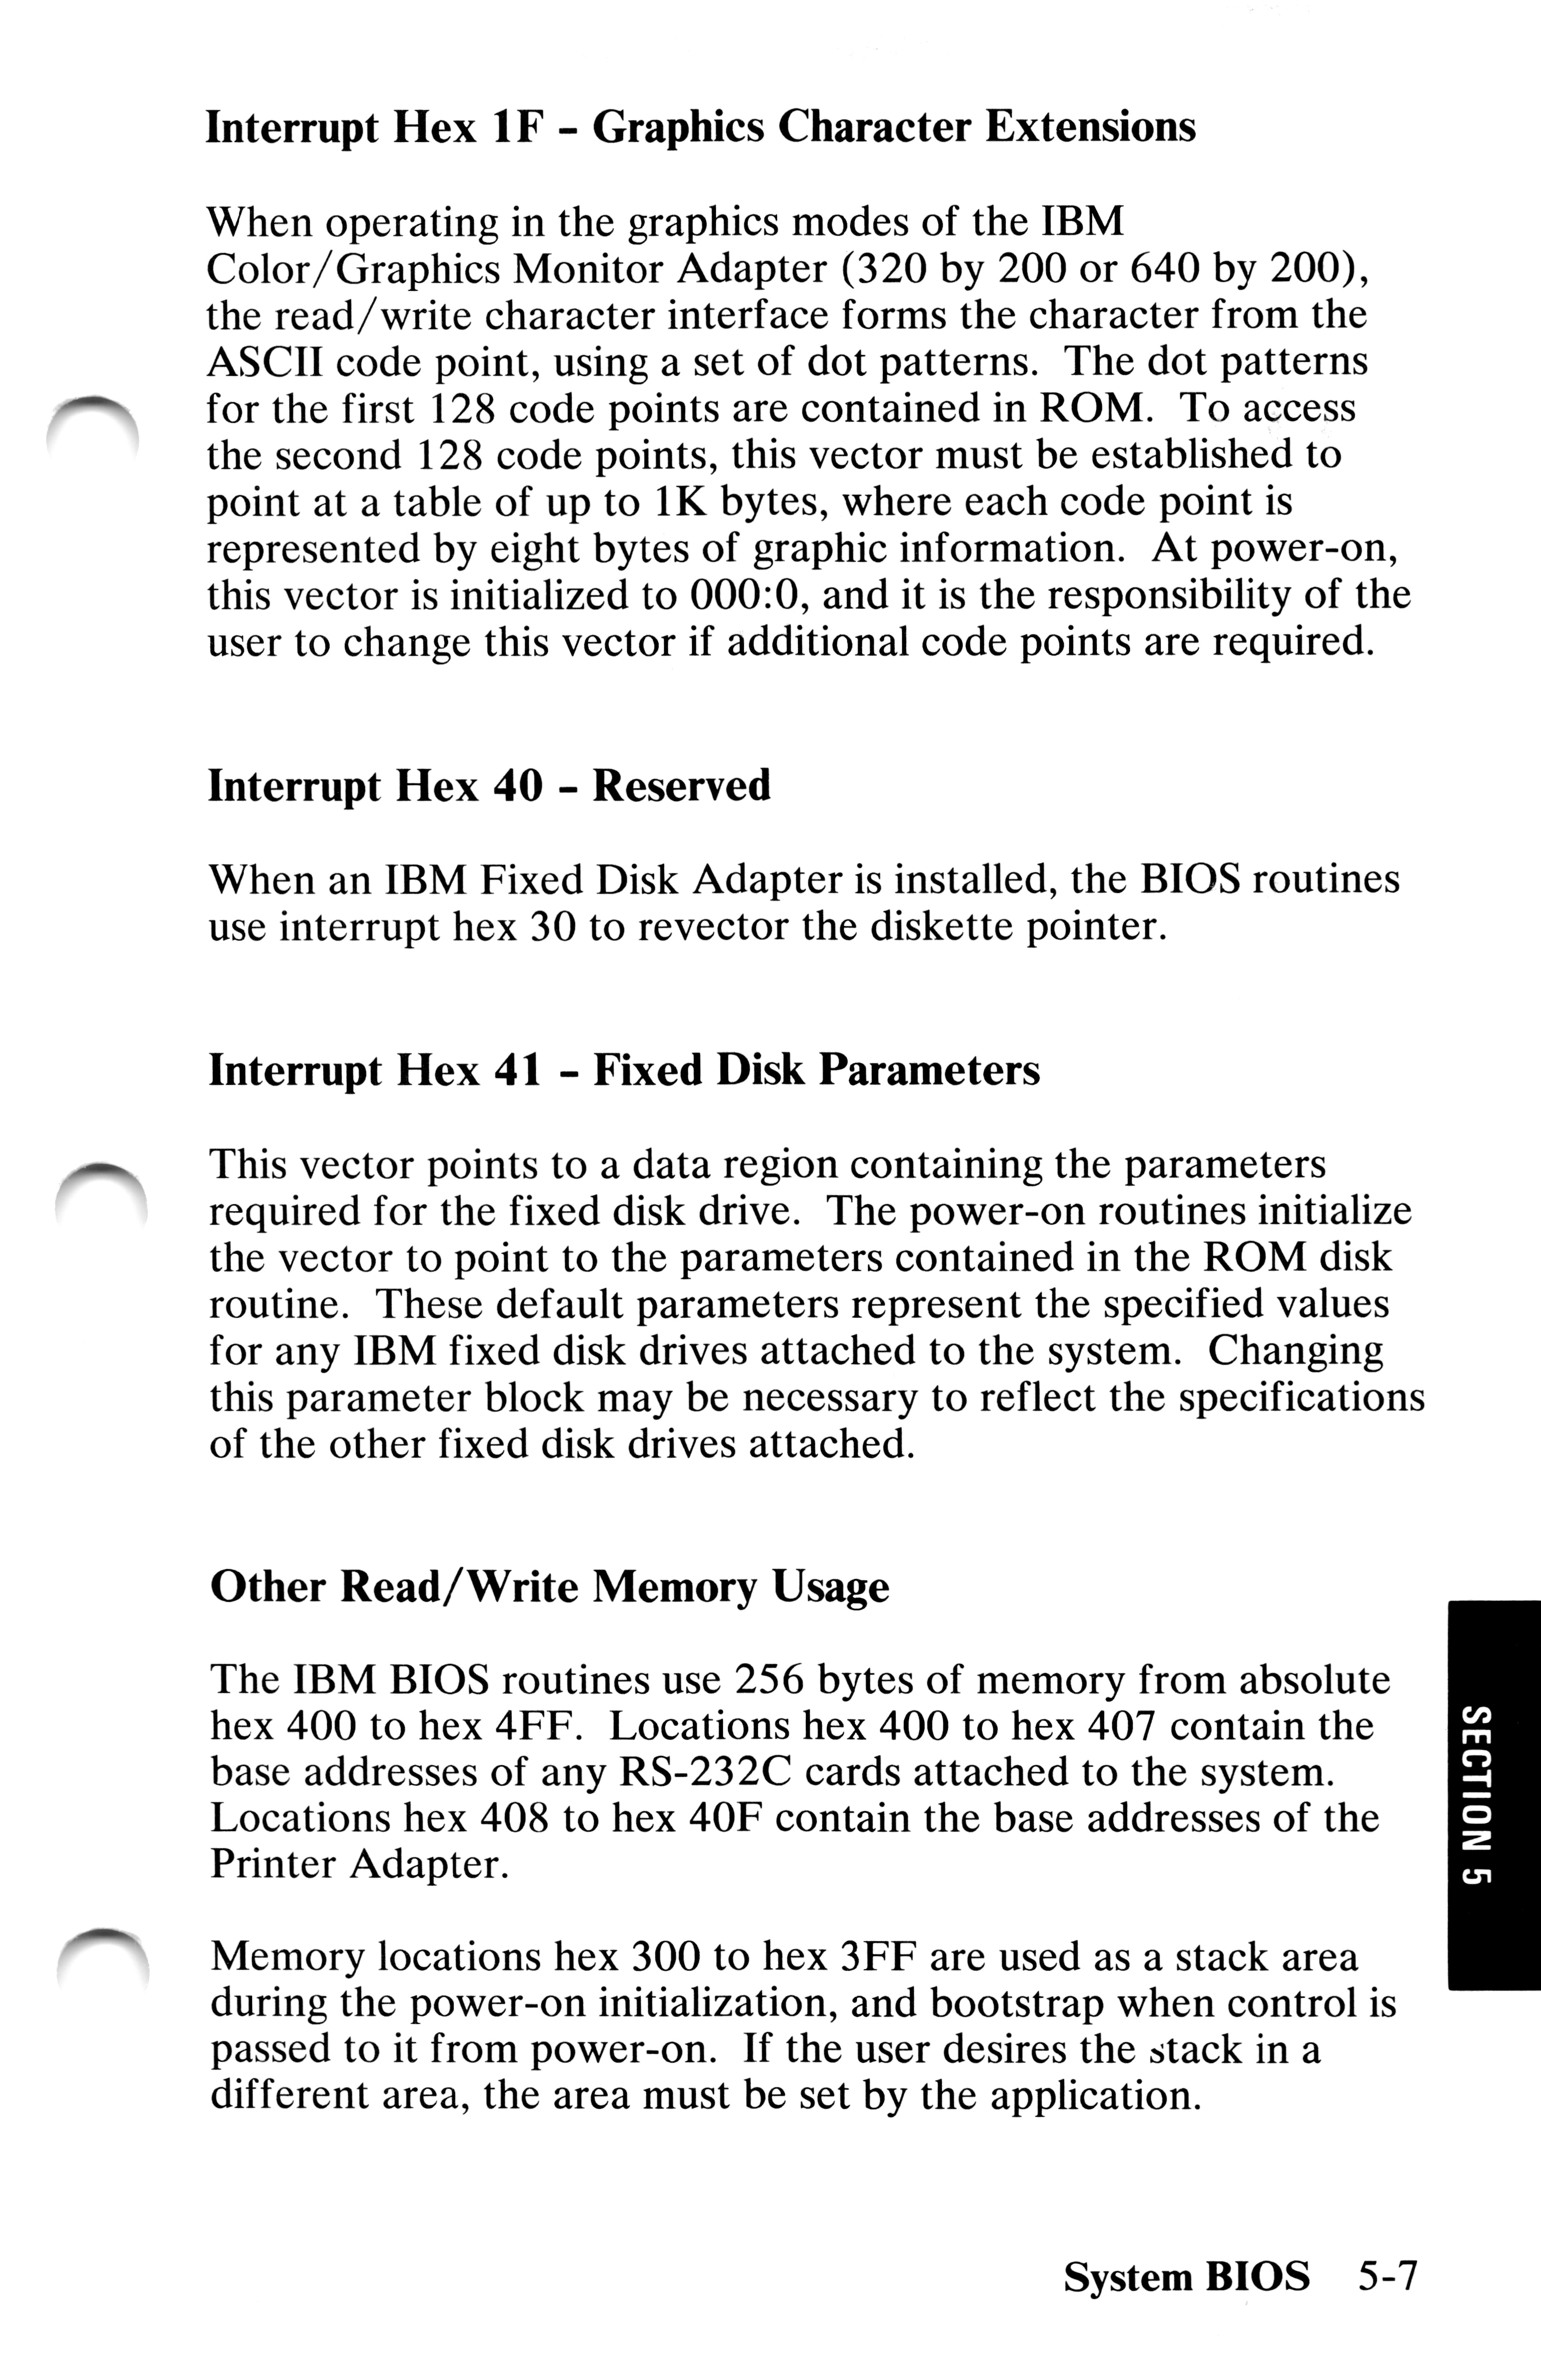 Interrupt Hex 1F - Graphics Character Extensions
When operating in the graphics modes of the IBM
Color/Graphics Monitor Adapter (320 by 200 or 640 by 200),
the read/write character interface forms the character from the
ASCII code point, using a set of dot patterns. The dot patterns
for the first 128 code points are contained in ROM. To access
the second 128 code points, this vector must be established to
point at a table of up to 1K bytes, where each code point is
represented by eight bytes of graphic information. At power-on,
this vector is initialized to 000:0, and it is the responsibility of the
user to change this vector if additional code points are required.
Interrupt Hex 40 - Reserved
When an IBM Fixed Disk Adapter is installed, the BIOS routines
use interrupt hex 30 to revector the diskette pointer.
Interrupt Hex 41 - Fixed Disk Parameters
This vector points to a data region containing the parameters
required for the fixed disk drive. The power-on routines initialize
the vector to point to the parameters contained in the ROM disk
routine. These default parameters represent the specified values
for any IBM fixed disk drives attached to the system. Changing
this parameter block may be necessary to reflect the specifications
of the other fixed disk drives attached.
Other Read/Write Memory Usage
The IBM BIOS routines use 256 bytes of memory from absolute
hex 400 to hex 4FF. Locations hex 400 to hex 407 contain the
base addresses of any RS-232C cards attached to the system.
Locations hex 408 to hex 40F contain the base addresses of the
Printer Adapter.
Memory locations hex 300 to hex 3FF are used as a stack area
during the power-on initialization, and bootstrap when control is
passed to it from power-on. If the user desires the stack in a
different area, the area must be set by the application.
SECTION 5
System BIOS 5-7